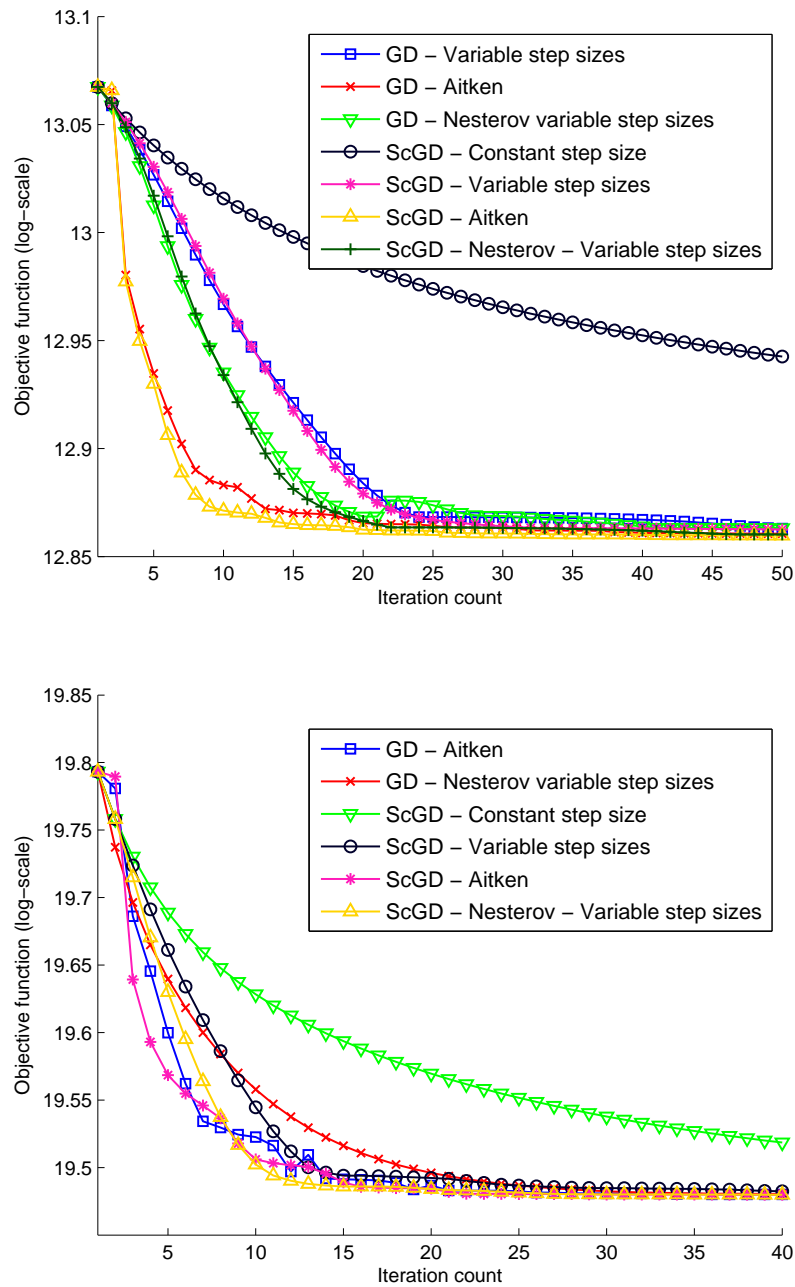 13.1
13.05
13
12.95
12.9
12.85
Objective function (log−scale)
GD − Variable step sizes
GD − Aitken
GD − Nesterov variable step sizes
ScGD − Constant step size
ScGD − Variable step sizes
ScGD − Aitken
ScGD − Nesterov − Variable step sizes
5 10 15 20 25 30 35 40 45 50
Iteration count
19.85
19.8
19.75
19.7
19.65
19.6
19.55
19.5
Objective function (log−scale)
GD − Aitken
GD − Nesterov variable step sizes
ScGD − Constant step size
ScGD − Variable step sizes
ScGD − Aitken
ScGD − Nesterov − Variable step sizes
5 10 15 20 25 30 35 40
Iteration count